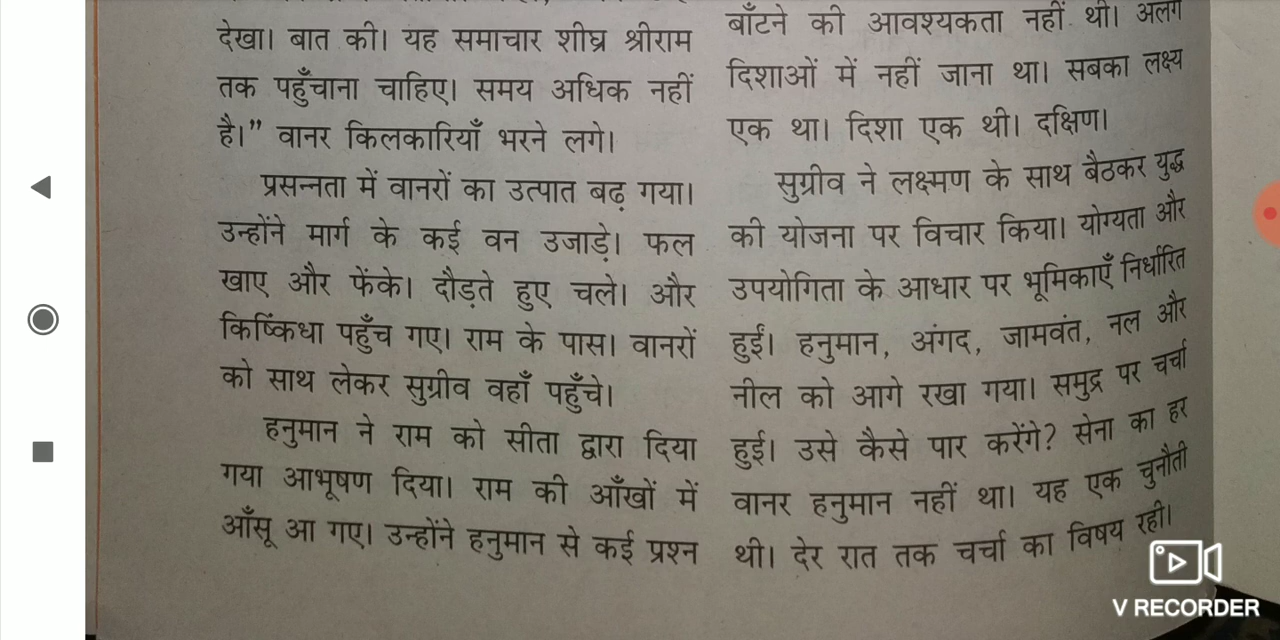 देखा। बात की। यह समाचार शीघ्र श्रीराम
तक पहुँचाना चाहिए। समय अधिक नहीं
है।” वानर किलकारियाँ भरने लगे।
प्रसन्नता में वानरों का उत्पात बढ़ गया।
उन्होंने मार्ग के कई वन उजाड़े। फल
खाए और फेंके। दौड़ते हुए चले। और
किष्किंधा पहुँच गए। राम के पास। वानरों
को साथ लेकर सुग्रीव वहाँ पहुँचे।
हनुमान ने राम को सीता द्वारा दिया
गया आभूषण दिया। राम की आँखों में
आँसू आ गए। उन्होंने हनुमान से कई प्रश्न
बाँटने की आवश्यकता नहीं थी। अलग
दिशाओं में नहीं जाना था। सबका लक्ष्य
एक था। दिशा एक थी। दक्षिण।
सुग्रीव ने लक्ष्मण के साथ बैठकर युद्ध
की योजना पर विचार किया। योग्यता और
उपयोगिता के आधार पर भूमिकाएँ निर्धारित
हुईं। हनुमान, अंगद, जामवंत, नल और
नील को आगे रखा गया। समुद्र पर चर्चा
हुई। उसे कैसे पार करेंगे? सेना का हर
वानर हनुमान नहीं था। यह एक चुनौती
थी। देर रात तक चर्चा का विषय रही।
V RECORDER